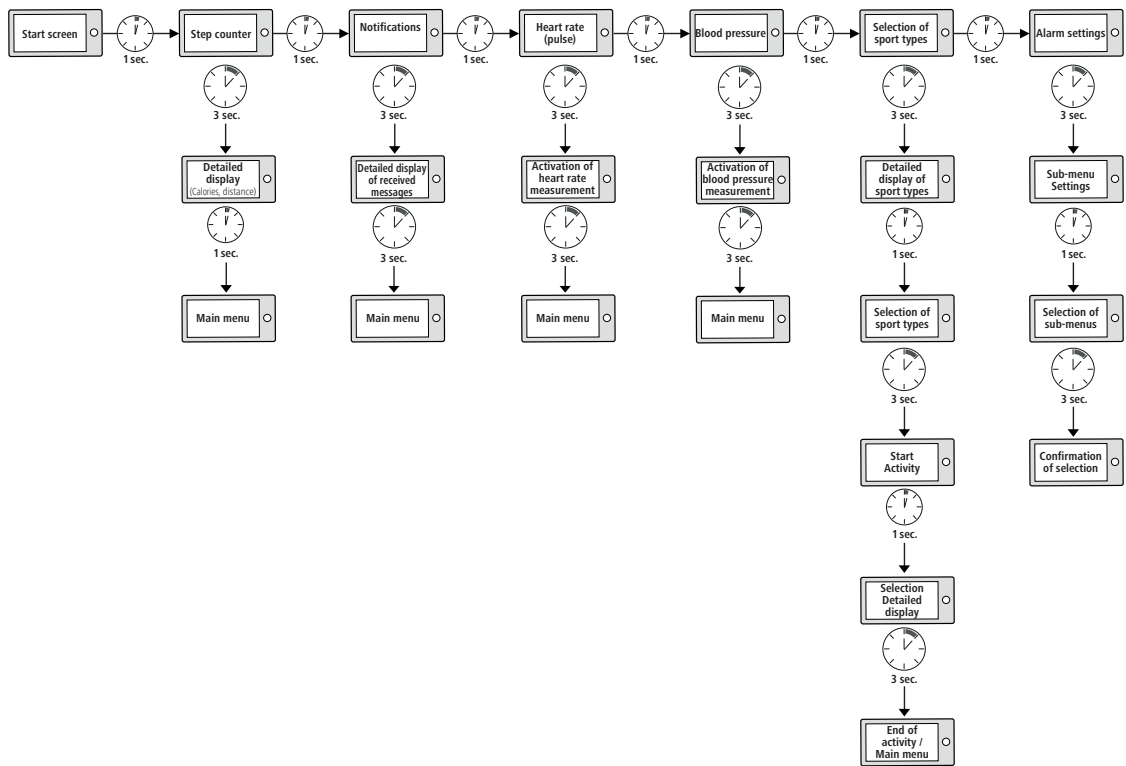 Start screen
1 sec.
Step counter
1 sec.
Notifications
1 sec.
Heart rate
(pulse)
1 sec.
Blood pressure
1 sec.
Selection of
sport types
1 sec.
Alarm settings
3 sec.
3 sec.
3 sec.
3 sec.
3 sec.
3 sec.
Detailed
display
(Calories, distance)
Detailed display
of received
messages
Activation of
heart rate
measurement
Activation of
blood pressure
measurement
Detailed
display of
sport types
Sub-menu
Settings
1 sec.
3 sec.
3 sec.
3 sec.
1 sec.
1 sec.
Main menu
Main menu
Main menu
Main menu
Selection of
sport types
Selection of
sub-menus
3 sec.
3 sec.
Start
Activity
Confirmation
of selection
1 sec.
Selection
Detailed
display
3 sec.
End of
activity /
Main menu